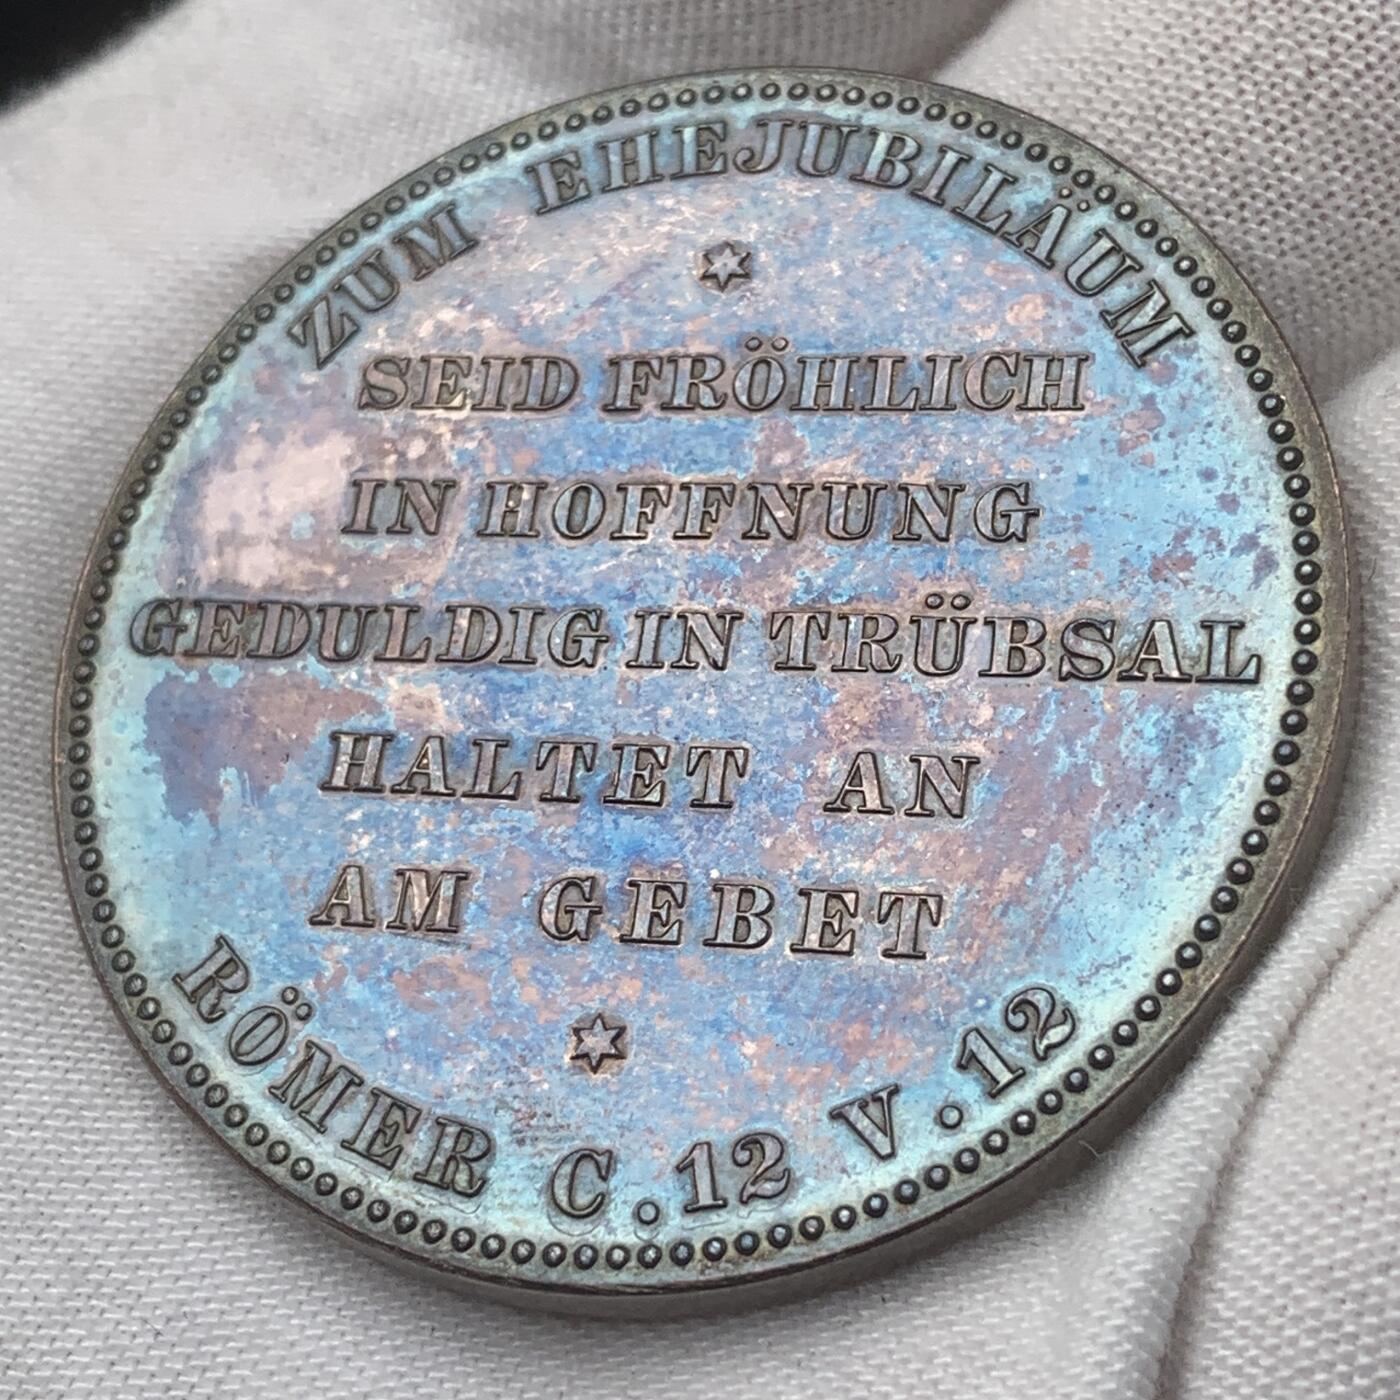 ZUM EHEJUBILÄUM
SEID FRÖHLICH
IN HOFFNUNG
GEDULDIG IN TRÜBSAL
HALTET AN
AM GEBET
RÖMER C.12 V.12